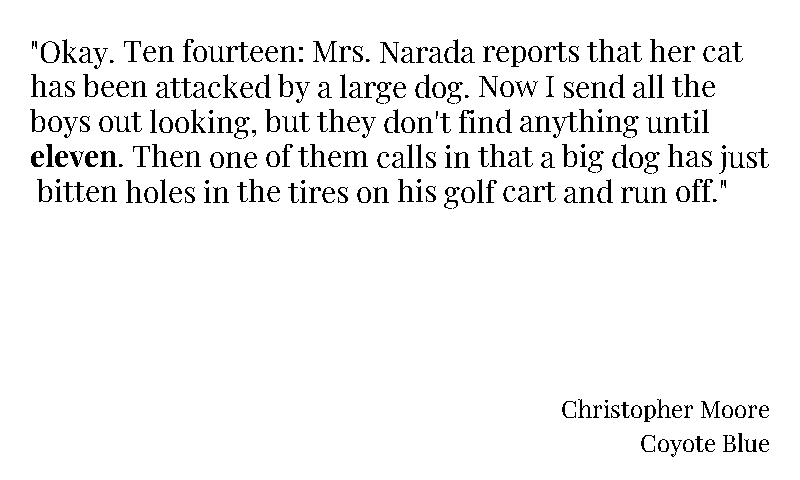 "Okay. Ten fourteen: Mrs. Narada reports that her cat
has been attacked by a large dog. Now I send all the
boys out looking, but they don't find anything until
eleven. Then one of them calls in that a big dog has just
bitten holes in the tires on his golf cart and run off."
Christopher Moore
Coyote Blue